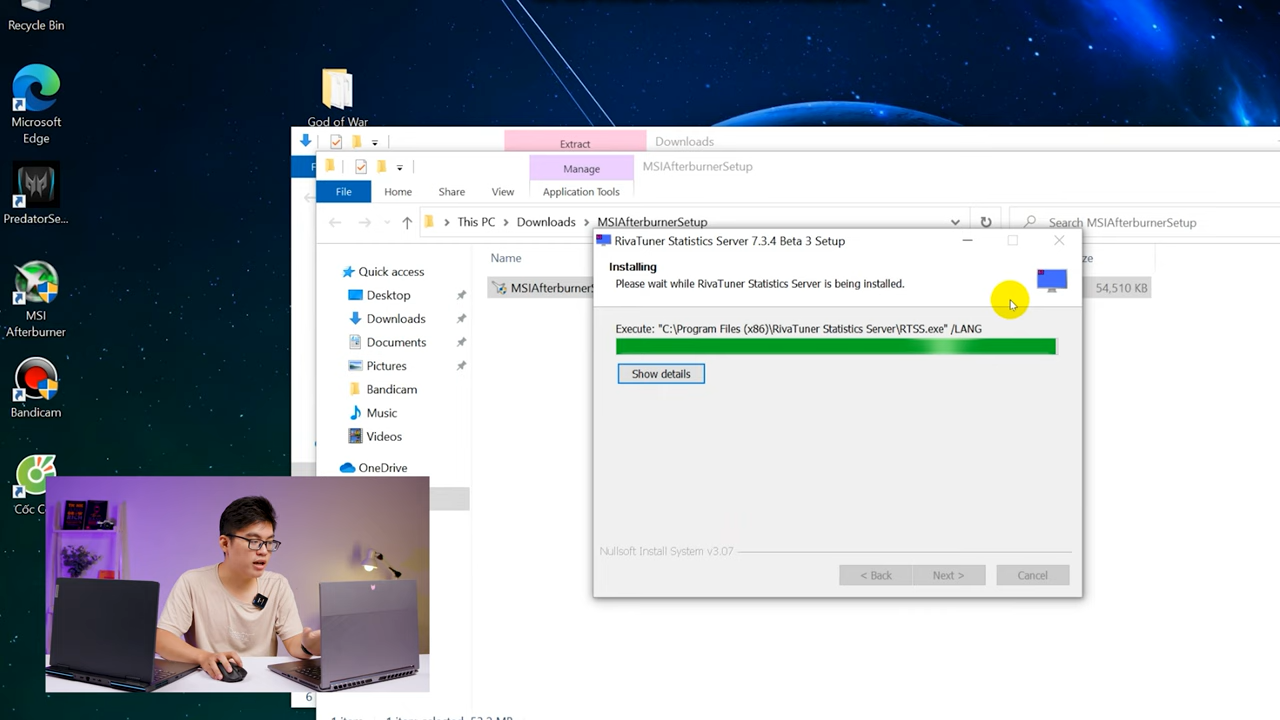 Recycle Bin
Microsoft
Edge
PredatorSe...
MSI
Afterburner
Bandicam
Cốc C
God of War
Extract
Downloads
Manage
MSIAfterburnerSetup
File
Home
Share
View
Application Tools
This PC
Downloads
MSIAfterburnerSetup
Search MSIAfterburnerSetup
Name
ze
MSIAfterburnerS
54,510 KB
Quick access
Desktop
Downloads
Documents
Pictures
Bandicam
Music
Videos
OneDrive
RivaTuner Statistics Server 7.3.4 Beta 3 Setup
Installing
Please wait while RivaTuner Statistics Server is being installed.
Execute: "C:\Program Files (x86)\RivaTuner Statistics Server\RTSS.exe" /LANG
Show details
Nullsoft Install System v3.07
< Back
Next >
Cancel
6